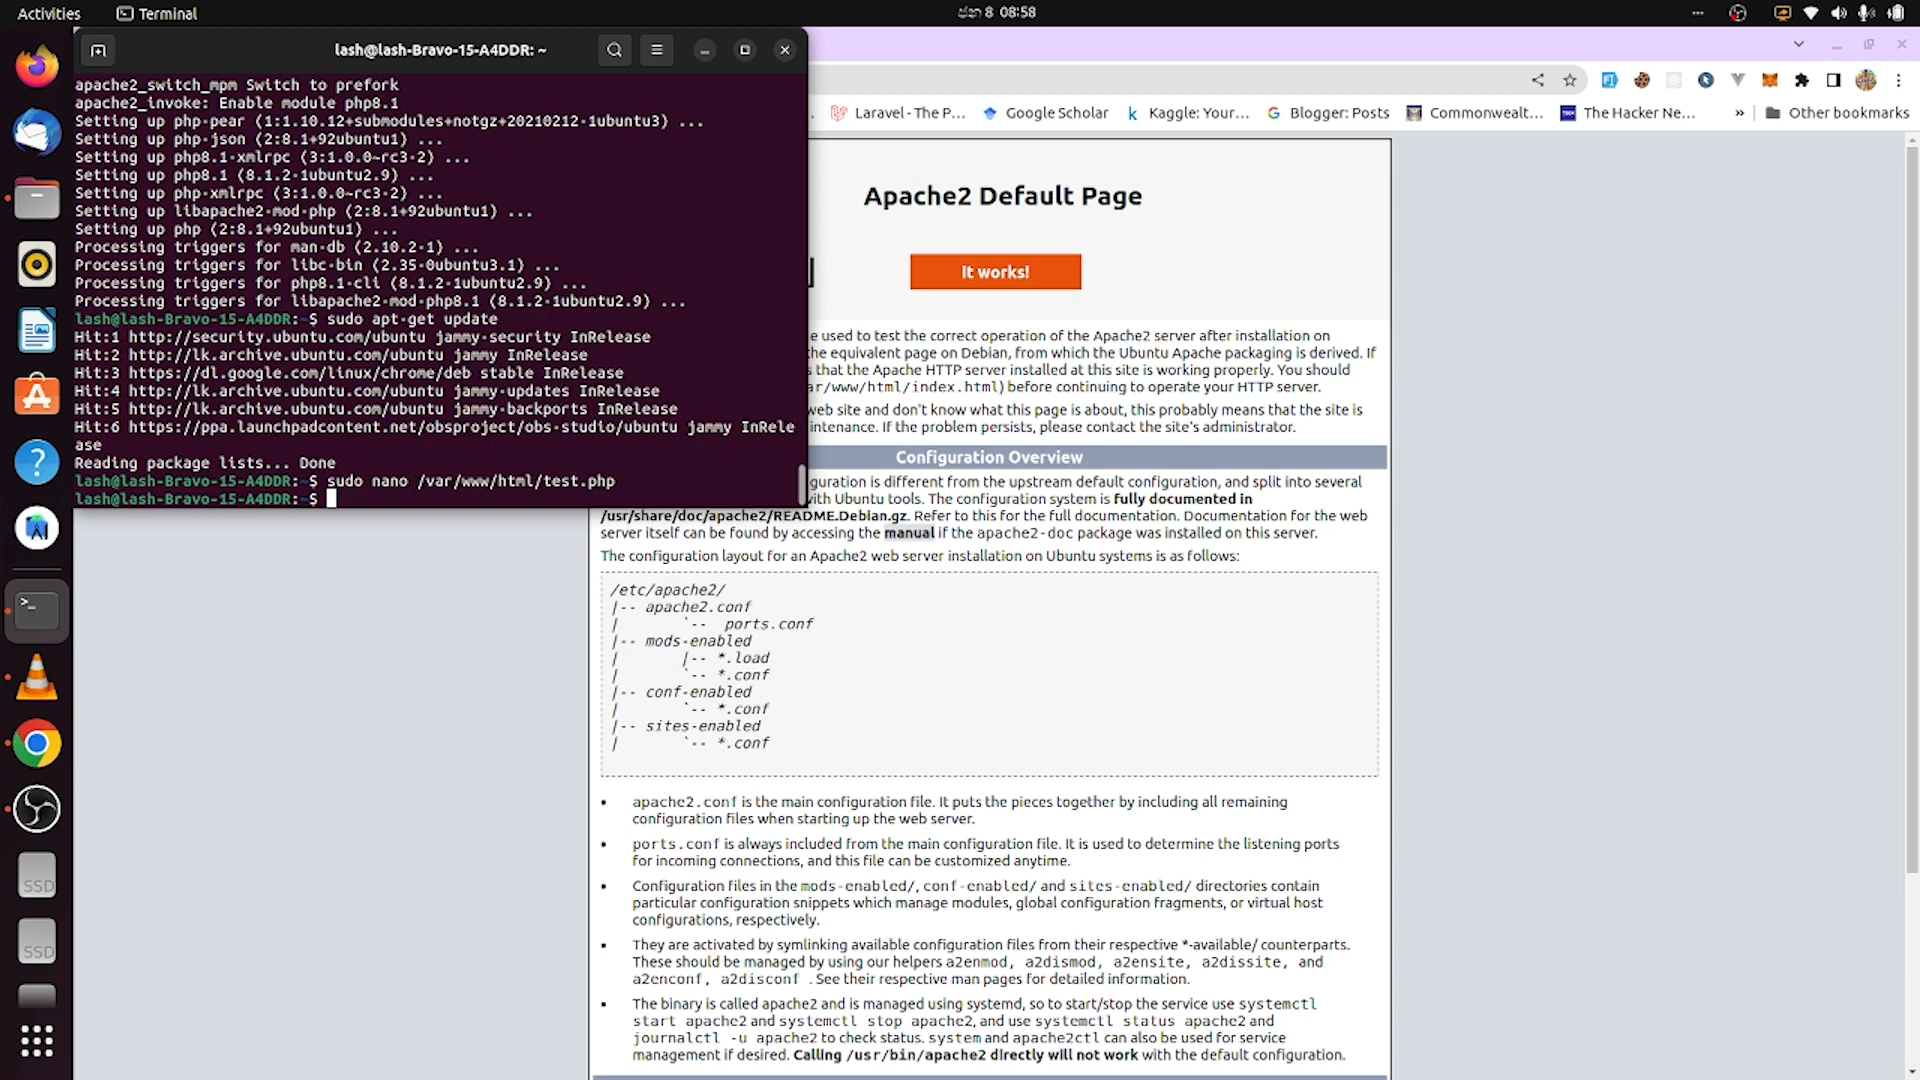 Activities
Terminal
ජන 8 08:58
lash@lash-Bravo-15-A4DDR: ~
apache2_switch_mpm Switch to prefork
apache2_invoke: Enable module php8.1
Setting up php-pear (1:1.10.12+submodules+notgz+20210212-1ubuntu3) ...
Setting up php-json (2:8.1+92ubuntu1) ...
Setting up php8.1-xmlrpc (3:1.0.0~rc3-2) ...
Setting up php8.1 (8.1.2-1ubuntu2.9) ...
Setting up php-xmlrpc (3:1.0.0~rc3-2) ...
Setting up libapache2-mod-php (2:8.1+92ubuntu1) ...
Setting up php (2:8.1+92ubuntu1) ...
Processing triggers for man-db (2.10.2-1) ...
Processing triggers for libc-bin (2.35-0ubuntu3.1) ...
Processing triggers for php8.1-cli (8.1.2-1ubuntu2.9) ...
Processing triggers for libapache2-mod-php8.1 (8.1.2-1ubuntu2.9) ...
lash@lash-Bravo-15-A4DDR:~$ sudo apt-get update
Hit:1 http://security.ubuntu.com/ubuntu jammy-security InRelease
Hit:2 http://lk.archive.ubuntu.com/ubuntu jammy InRelease
Hit:3 https://dl.google.com/linux/chrome/deb stable InRelease
Hit:4 http://lk.archive.ubuntu.com/ubuntu jammy-updates InRelease
Hit:5 http://lk.archive.ubuntu.com/ubuntu jammy-backports InRelease
Hit:6 https://ppa.launchpadcontent.net/obsproject/obs-studio/ubuntu jammy InRele
ase
Reading package lists... Done
lash@lash-Bravo-15-A4DDR:~$ sudo nano /var/www/html/test.php
lash@lash-Bravo-15-A4DDR:~$
Laravel - The P...
Google Scholar
Kaggle: Your...
Blogger: Posts
Commonwealt...
The Hacker Ne...
»
Other bookmarks
Apache2 Default Page
It works!
e used to test the correct operation of the Apache2 server after installation on
he equivalent page on Debian, from which the Ubuntu Apache packaging is derived. If
s that the Apache HTTP server installed at this site is working properly. You should
ar/www/html/index.html) before continuing to operate your HTTP server.
web site and don't know what this page is about, this probably means that the site is
intenance. If the problem persists, please contact the site's administrator.
Configuration Overview
guration is different from the upstream default configuration, and split into several
with Ubuntu tools. The configuration system is fully documented in
/usr/share/doc/apache2/README.Debian.gz. Refer to this for the full documentation. Documentation for the web
server itself can be found by accessing the manual if the apache2-doc package was installed on this server.
The configuration layout for an Apache2 web server installation on Ubuntu systems is as follows:
/etc/apache2/
|-- apache2.conf
|       `--  ports.conf
|-- mods-enabled
|       |-- *.load
|       `-- *.conf
|-- conf-enabled
|       `-- *.conf
|-- sites-enabled
|       `-- *.conf
• apache2.conf is the main configuration file. It puts the pieces together by including all remaining
configuration files when starting up the web server.
• ports.conf is always included from the main configuration file. It is used to determine the listening ports
for incoming connections, and this file can be customized anytime.
• Configuration files in the mods-enabled/, conf-enabled/ and sites-enabled/ directories contain
particular configuration snippets which manage modules, global configuration fragments, or virtual host
configurations, respectively.
• They are activated by symlinking available configuration files from their respective *-available/ counterparts.
These should be managed by using our helpers a2enmod, a2dismod, a2ensite, a2dissite, and
a2enconf, a2disconf . See their respective man pages for detailed information.
• The binary is called apache2 and is managed using systemd, so to start/stop the service use systemctl
start apache2 and systemctl stop apache2, and use systemctl status apache2 and
journalctl -u apache2 to check status. system and apache2ctl can also be used for service
management if desired. Calling /usr/bin/apache2 directly will not work with the default configuration.
SSD
SSD